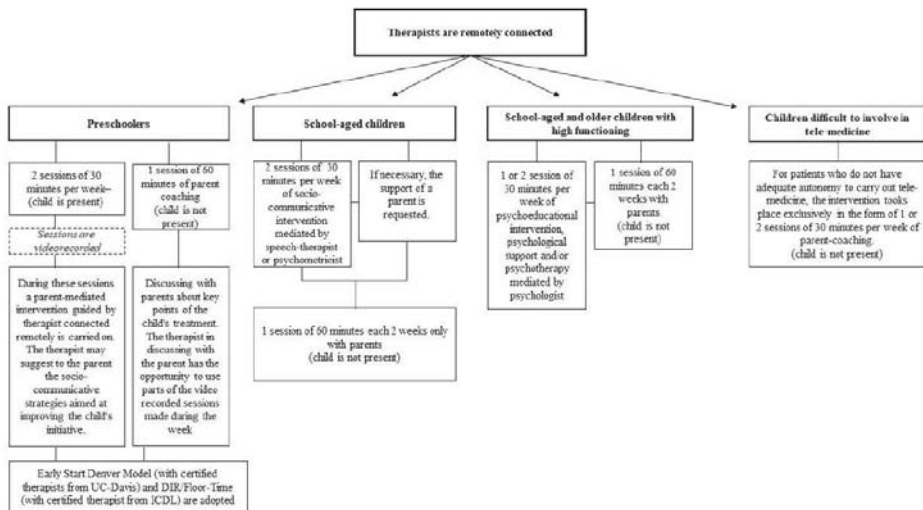 Therapists are remotely connected
Preschoolers
2 sessions of 30
minutes per week–
(child is present)
Sessions are
videorecorded
During these sessions
a parent-mediated
intervention guided by
therapist connected
remotely is carried on.
The therapist may
suggest to the parent
the socio-
communicative
strategies aimed at
improving the child's
initiative.
1 session of 60
minutes of parent
coaching
(child is not
present)
Discussing with
parents about key
points of the
child's treatment.
The therapist in
discussing with
the parent has the
opportunity to use
parts of the video
recorded sessions
made during the
week
Early Start Denver Model (with certified
therapists from UC-Davis) and DIR/Floor-Time
(with certified therapist from ICDL) are adopted
School-aged children
2 sessions of 30
minutes per week
of socio-
communicative
intervention
mediated by
speech-therapist
or psychometricist
If necessary, the
support of a
parent is
requested.
1 session of 60 minutes each 2 weeks only
with parents
(child is not present)
School-aged and older children with
high functioning
1 or 2 session of
30 minutes per
week of
psychoeducational
intervention,
psychological
support and/or
psychotherapy
mediated by
psychologist
1 session of 60
minutes each 2
weeks with
parents
(child is not
present)
Children difficult to involve in
tele-medicine
For patients who do not have
adequate autonomy to carry out tele-
medicine, the intervention tooks
place exclusively in the form of 1 or
2 sessions of 30 minutes per week of
parent-coaching.
(child is not present)